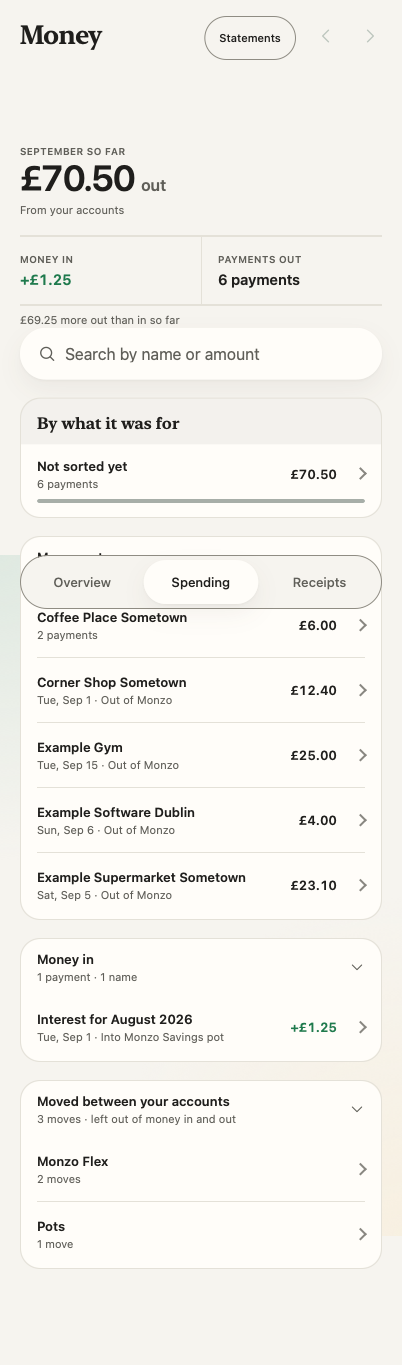 Money
Statements
SEPTEMBER SO FAR
£70.50 out
From your accounts
MONEY IN
+£1.25
PAYMENTS OUT
6 payments
£69.25 more out than in so far
Search by name or amount
By what it was for
Not sorted yet
6 payments
£70.50
Overview
Spending
Receipts
Coffee Place Sometown
2 payments
£6.00
Corner Shop Sometown
Tue, Sep 1 · Out of Monzo
£12.40
Example Gym
Tue, Sep 15 · Out of Monzo
£25.00
Example Software Dublin
Sun, Sep 6 · Out of Monzo
£4.00
Example Supermarket Sometown
Sat, Sep 5 · Out of Monzo
£23.10
Money in
1 payment · 1 name
Interest for August 2026
Tue, Sep 1 · Into Monzo Savings pot
+£1.25
Moved between your accounts
3 moves · left out of money in and out
Monzo Flex
2 moves
Pots
1 move